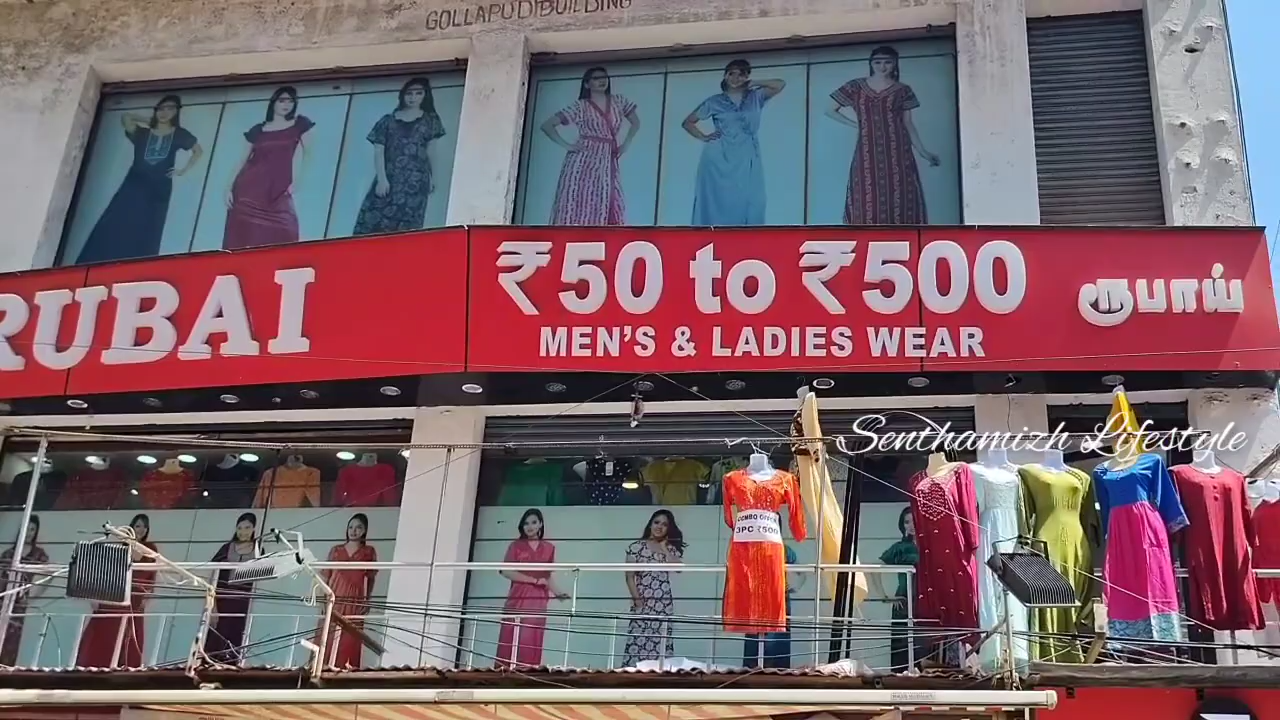 GOLLAPUDI BUILDING
RUBAI
₹50 to ₹500
ரூபாய்
MEN'S & LADIES WEAR
Senthamizh Lifestyle
COMBO OFFER
3PC ₹500